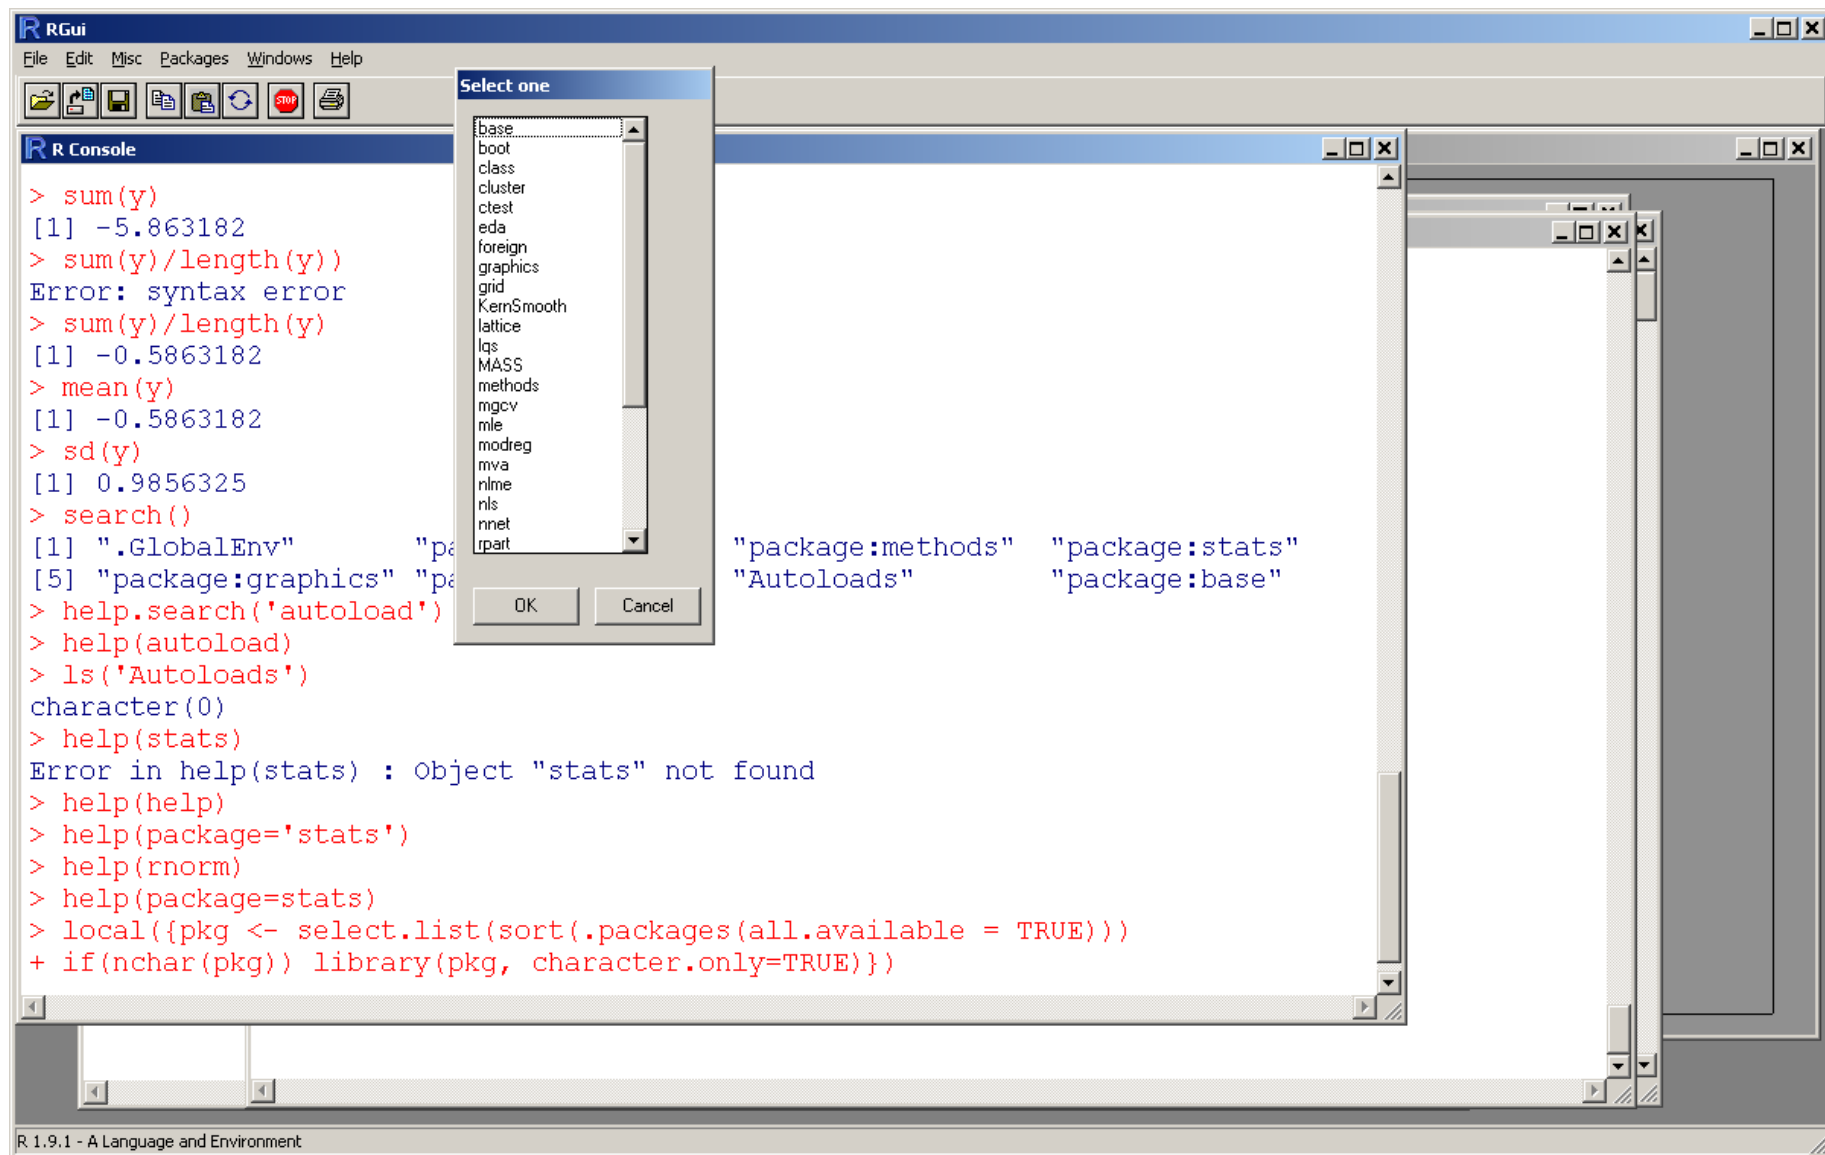 RGui
File Edit Misc Packages Windows Help
STOP
Select one
base
boot
class
cluster
ctest
eda
foreign
graphics
grid
KernSmooth
lattice
lqs
MASS
methods
mgcv
mle
modreg
mva
nlme
nls
nnet
rpart
OK Cancel
R Console
> sum(y)
[1] -5.863182
> sum(y)/length(y))
Error: syntax error
> sum(y)/length(y)
[1] -0.5863182
> mean(y)
[1] -0.5863182
> sd(y)
[1] 0.9856325
> search()
[1] ".GlobalEnv" "pa "package:methods" "package:stats"
[5] "package:graphics" "pa "Autoloads" "package:base"
> help.search('autoload')
> help(autoload)
> ls('Autoloads')
character(0)
> help(stats)
Error in help(stats) : Object "stats" not found
> help(help)
> help(package='stats')
> help(rnorm)
> help(package=stats)
> local({pkg <- select.list(sort(.packages(all.available = TRUE)))
+ if(nchar(pkg)) library(pkg, character.only=TRUE)})
R 1.9.1 - A Language and Environment